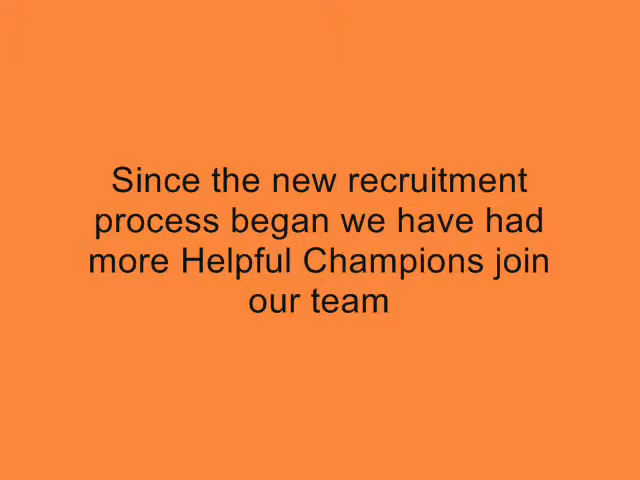 Since the new recruitment
process began we have had
more Helpful Champions join
our team